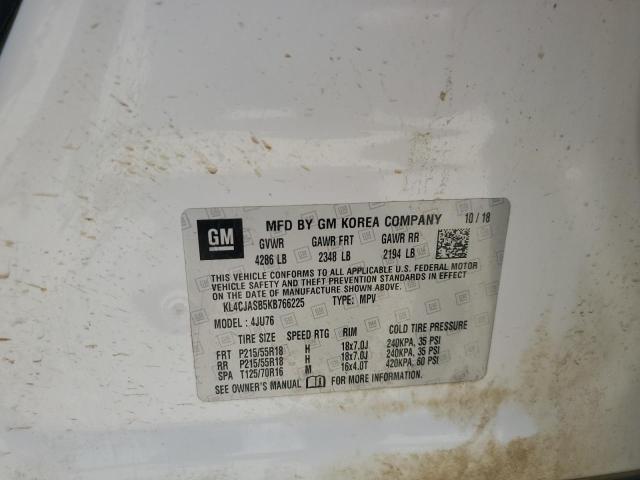 GM
MFD BY GM KOREA COMPANY 10 / 18
GVWR GAWR FRT GAWR RR
4286 LB 2348 LB 2194 LB
THIS VEHICLE CONFORMS TO ALL APPLICABLE U.S. FEDERAL MOTOR
VEHICLE SAFETY AND THEFT PREVENTION STANDARDS IN EFFECT ON
THE DATE OF MANUFACTURE SHOWN ABOVE.
KL4CJASB5KB766225 TYPE: MPV
MODEL : 4JU76
TIRE SIZE SPEED RTG RIM COLD TIRE PRESSURE
FRT P215/55R18 H 18x7.0J 240KPA, 35 PSI
RR P215/55R18 H 18x7.0J 240KPA, 35 PSI
SPA T125/70R16 M 16x4.0T 420KPA, 60 PSI
SEE OWNER'S MANUAL FOR MORE INFORMATION.